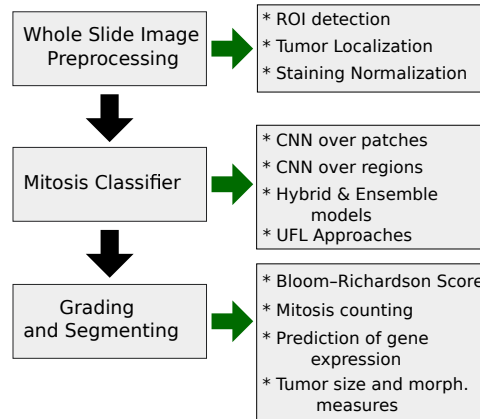 Whole Slide Image
Preprocessing
* ROI detection
* Tumor Localization
* Staining Normalization
Mitosis Classifier
* CNN over patches
* CNN over regions
* Hybrid & Ensemble
models
* UFL Approaches
Grading
and Segmenting
* Bloom–Richardson Score
* Mitosis counting
* Prediction of gene
expression
* Tumor size and morph.
measures